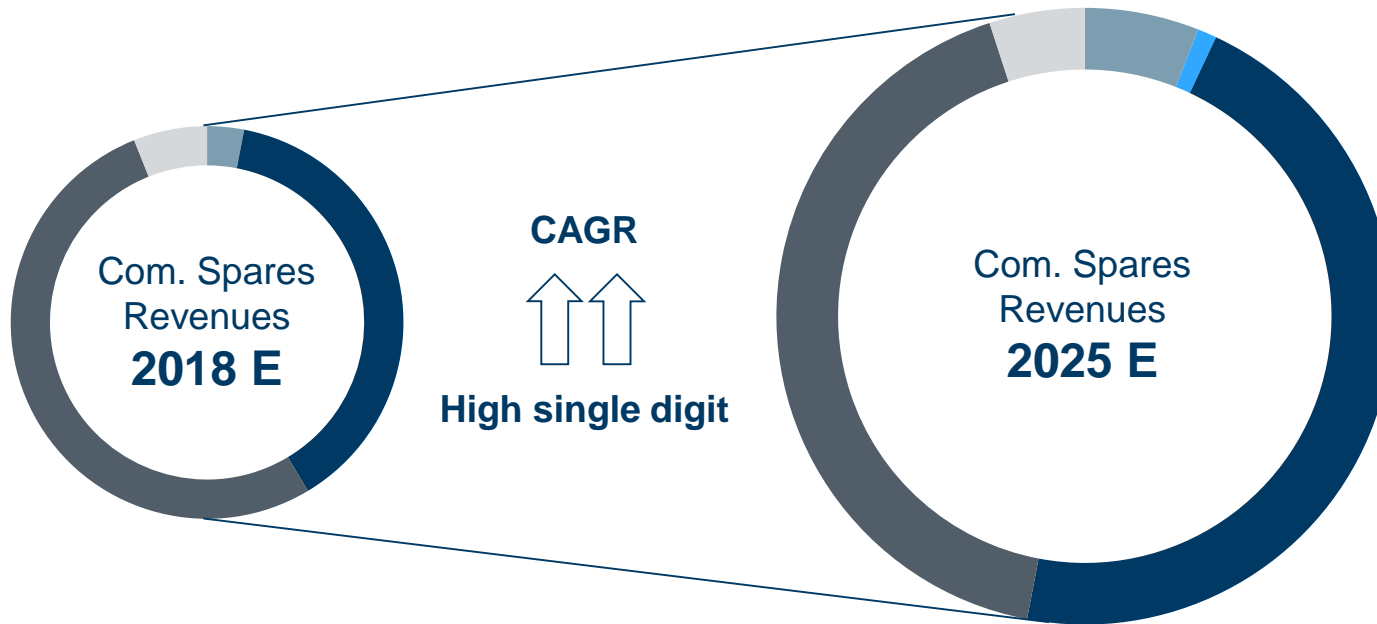 Com. Spares
Revenues
2018 E
CAGR
High single digit
Com. Spares
Revenues
2025 E